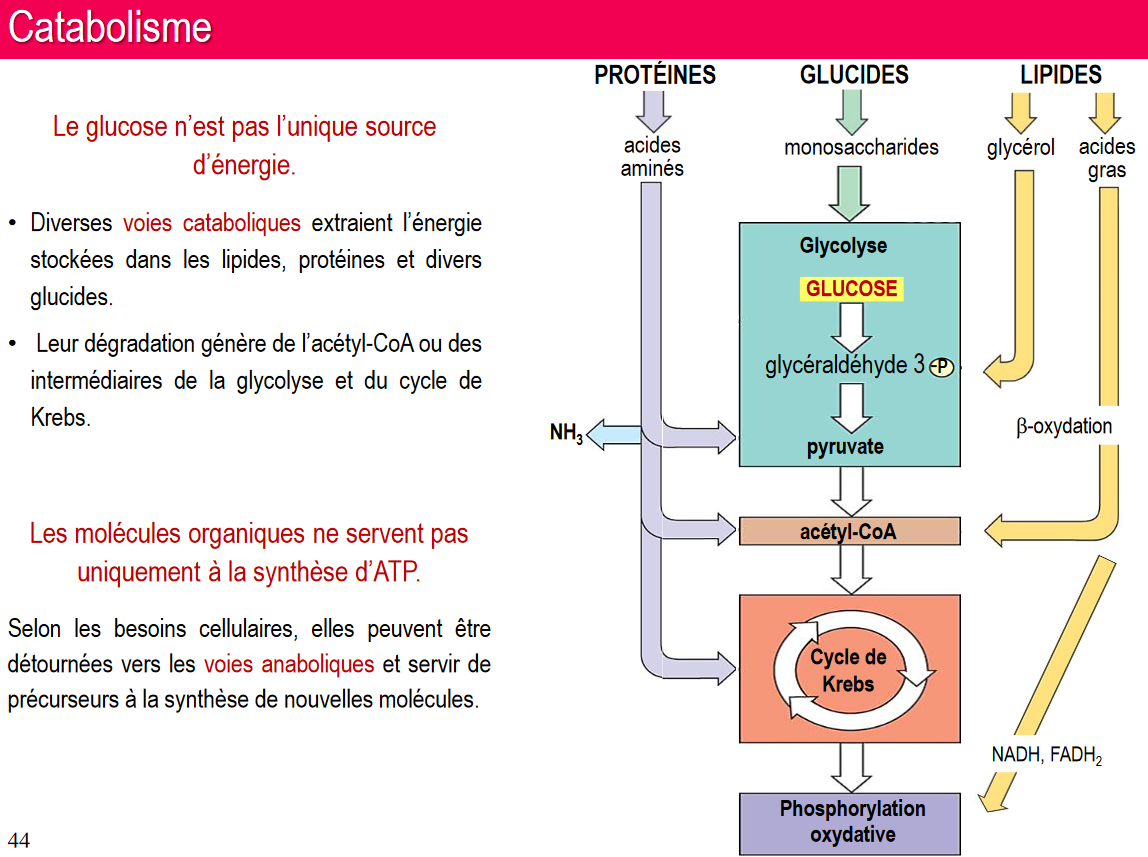 Catabolisme
Le glucose n’est pas l’unique source
d’énergie.
• Diverses voies cataboliques extraient l’énergie
stockées dans les lipides, protéines et divers
glucides.
• Leur dégradation génère de l’acétyl-CoA ou des
intermédiaires de la glycolyse et du cycle de
Krebs.
Les molécules organiques ne servent pas
uniquement à la synthèse d’ATP.
Selon les besoins cellulaires, elles peuvent être
détournées vers les voies anaboliques et servir de
précurseurs à la synthèse de nouvelles molécules.
44
PROTÉINES GLUCIDES LIPIDES
acides
aminés
monosaccharides
glycérol
acides
gras
Glycolyse
GLUCOSE
glycéraldéhyde 3 -P
β-oxydation
NH₃
pyruvate
acétyl-CoA
Cycle de
Krebs
NADH, FADH₂
Phosphorylation
oxydative